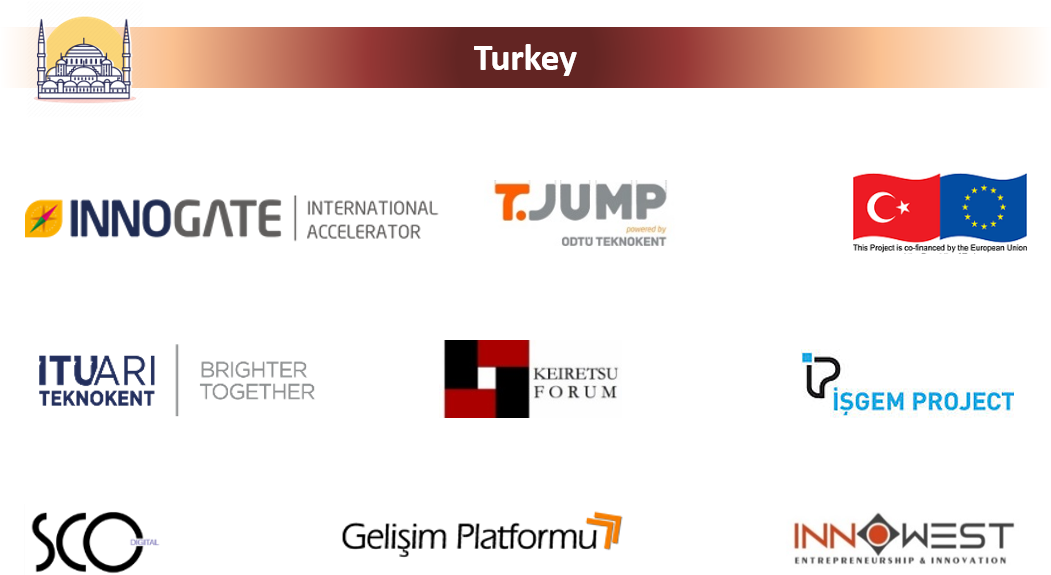 Turkey
INNOGATE
INTERNATIONAL
ACCELERATOR
T.JUMP
powered by
ODTÜ TEKNOKENT
This Project is co-financed by the European Union
ITUARI
TEKNOKENT
BRIGHTER
TOGETHER
KEIRETSU
FORUM
İŞGEM PROJECT
SCO
DIGITAL
Gelişim Platformu
INNOWEST
ENTREPRENEURSHIP & INNOVATION